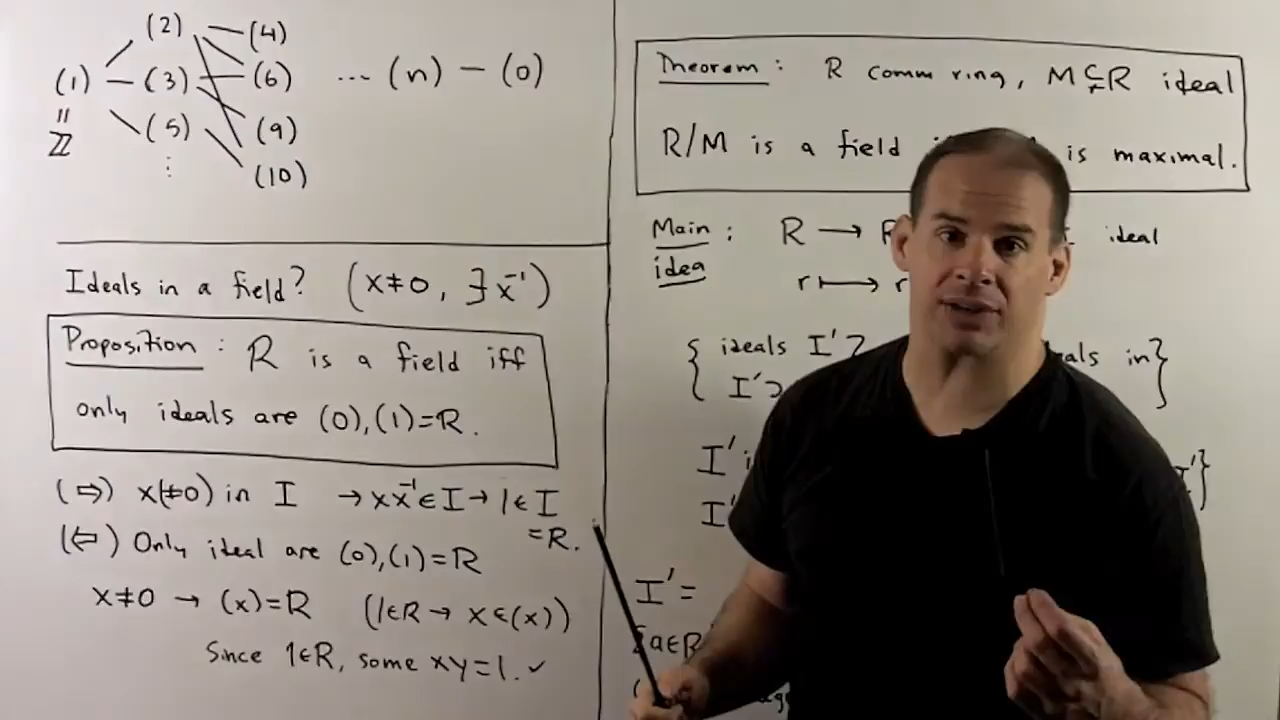 (2) (4)
(1) (3) (6) ... (n) — (0)
=
ℤ (5) (9)
⋮ (10)
Ideals in a field? (x≠0, ∃x⁻¹)
Proposition: R is a field iff
only ideals are (0),(1)=R.
(⇒) x(≠0) in I → xx⁻¹∈I → 1∈I
=R.
(⇐) Only ideal are (0),(1)=R
x≠0 → (x)=R (1∈R → x∈(x))
Since 1∈R, some xy=1. ✓
Theorem: R comm ring, M⊊R ideal
R/M is a field is maximal.
Main : R → ideal
idea r ↦ r
{ ideals I' in}
I'⊃
I' I'}
I'
I'=
{a∈R